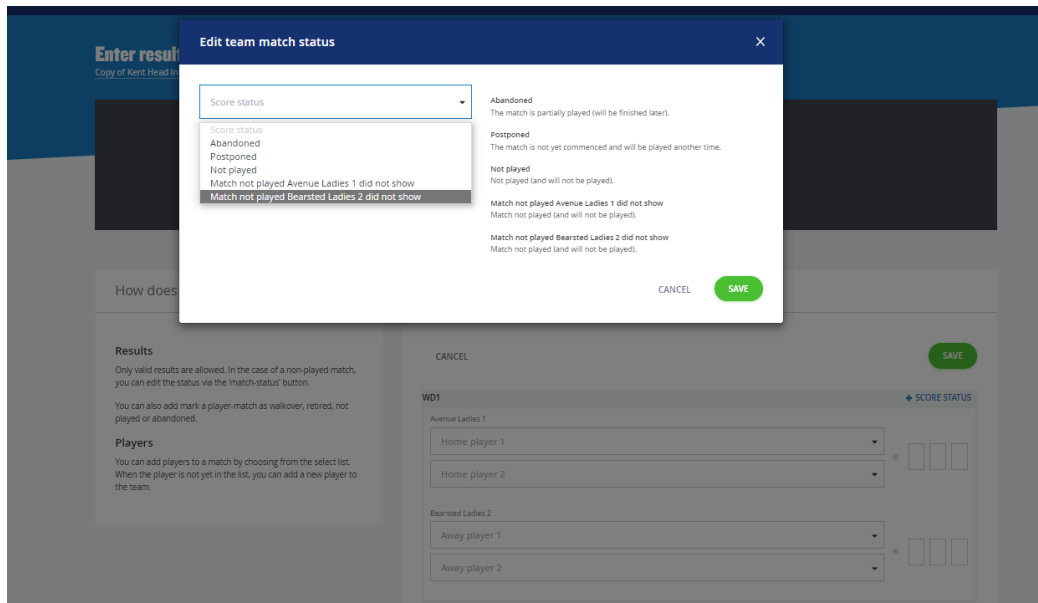 Edit team match status
Enter result
Copy of Kent Head In
Score status
Score status
Abandoned
Postponed
Not played
Match not played Avenue Ladies 1 did not show
Match not played Bearsted Ladies 2 did not show
Abandoned
The match is partially played (will be finished later).
Postponed
The match is not yet commenced and will be played another time.
Not played
Not played (and will not be played).
Match not played Avenue Ladies 1 did not show
Match not played (and will not be played).
Match not played Bearsted Ladies 2 did not show
Match not played (and will not be played).
CANCEL SAVE
How does
Results
Only valid results are allowed. In the case of a non-played match,
you can edit the status via the 'match-status' button.
You can also add mark a player-match as walkover, retired, not
played or abandoned.
Players
You can add players to a match by choosing from the select list.
When the player is not yet in the list, you can add a new player to
the team.
CANCEL SAVE
WD1 + SCORE STATUS
Avenue Ladies 1
Home player 1
Home player 2
Bearsted Ladies 2
Away player 1
Away player 2